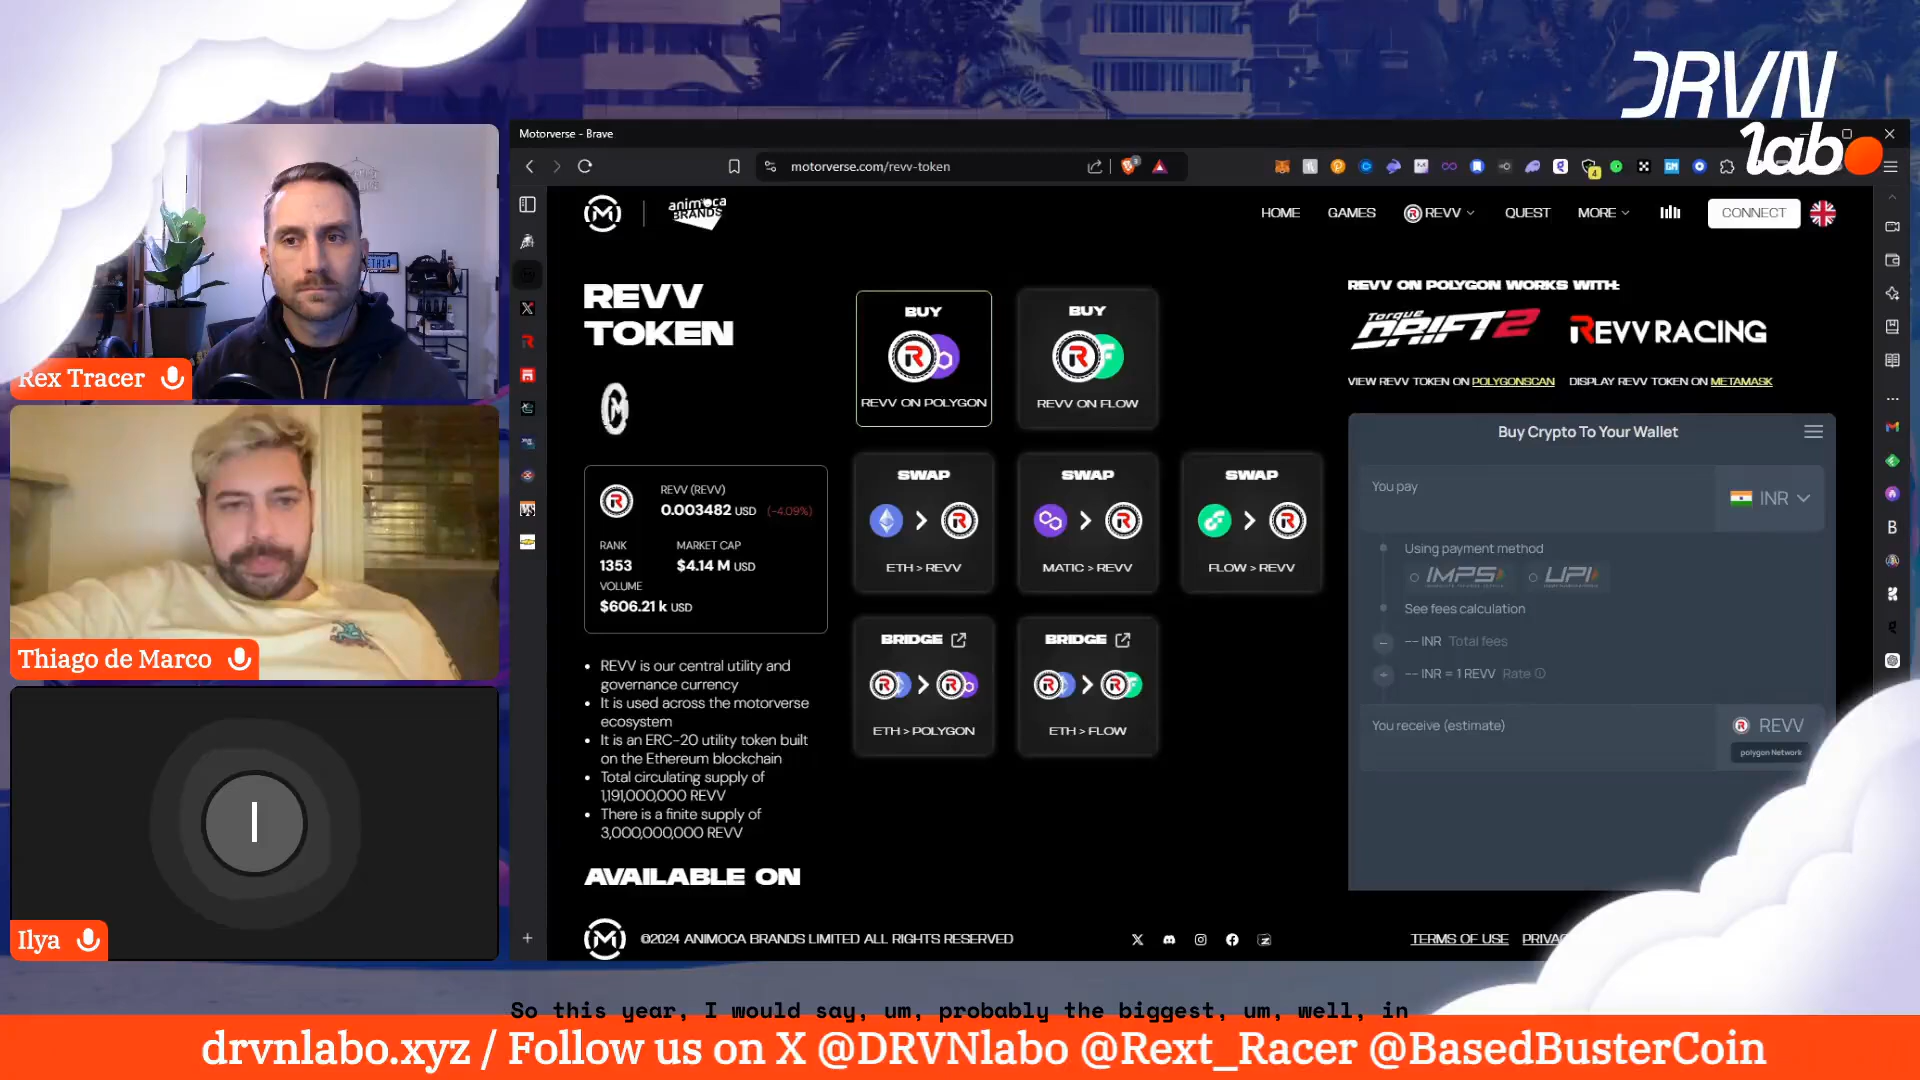 DRVN
labo
Motorverse - Brave
motorverse.com/revv-token
animoca
BRANDS
HOME
GAMES
REVV
QUEST
MORE
CONNECT
REVV
TOKEN
REVV (REVV)
0.003482 USD (-4.09%)
RANK
1353
MARKET CAP
$4.14 M USD
VOLUME
$606.21 k USD
• REVV is our central utility and
governance currency
• It is used across the motorverse
ecosystem
• It is an ERC-20 utility token built
on the Ethereum blockchain
• Total circulating supply of
1,191,000,000 REVV
• There is a finite supply of
3,000,000,000 REVV
AVAILABLE ON
BUY
REVV ON POLYGON
BUY
REVV ON FLOW
SWAP
ETH > REVV
SWAP
MATIC > REVV
SWAP
FLOW > REVV
BRIDGE
ETH > POLYGON
BRIDGE
ETH > FLOW
REVV ON POLYGON WORKS WITH:
Torque
DRIFT 2
REVV RACING
VIEW REVV TOKEN ON POLYGONSCAN
DISPLAY REVV TOKEN ON METAMASK
Buy Crypto To Your Wallet
You pay
INR
Using payment method
IMPS
UPI
See fees calculation
-- INR Total fees
-- INR = 1 REVV Rate
You receive (estimate)
REVV
polygon Network
©2024 ANIMOCA BRANDS LIMITED ALL RIGHTS RESERVED
TERMS OF USE
Rex Tracer
Thiago de Marco
I
Ilya
So this year, I would say, um, probably the biggest, um, well, in
drvnlabo.xyz / Follow us on X @DRVNlabo @Rext_Racer @BasedBusterCoin